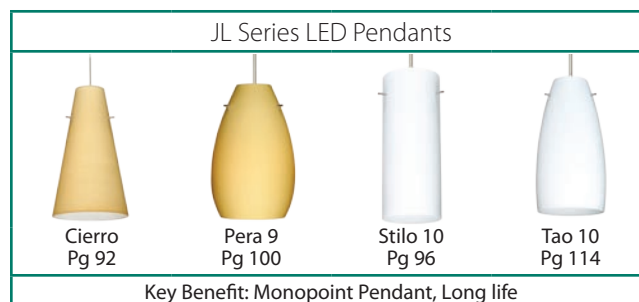 JL Series LED Pendants
Cierro
Pg 92
Pera 9
Pg 100
Stilo 10
Pg 96
Tao 10
Pg 114
Key Benefit: Monopoint Pendant, Long life